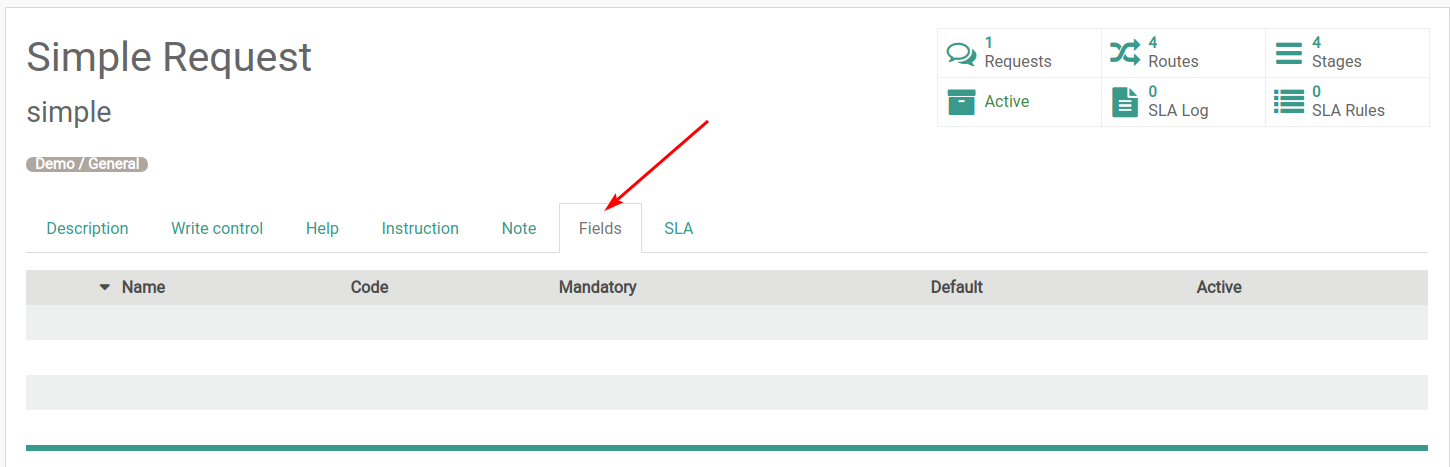 Simple Request
simple
Demo / General
1
Requests
4
Routes
4
Stages
Active
0
SLA Log
0
SLA Rules
Description Write control Help Instruction Note Fields SLA
Name Code Mandatory Default Active